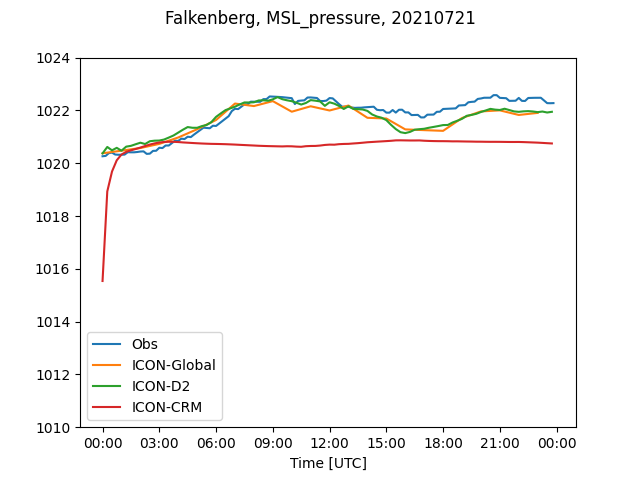 Falkenberg, MSL_pressure, 20210721
1024
1022
1020
1018
1016
1014
1012
1010
Obs
ICON-Global
ICON-D2
ICON-CRM
00:00 03:00 06:00 09:00 12:00 15:00 18:00 21:00 00:00
Time [UTC]